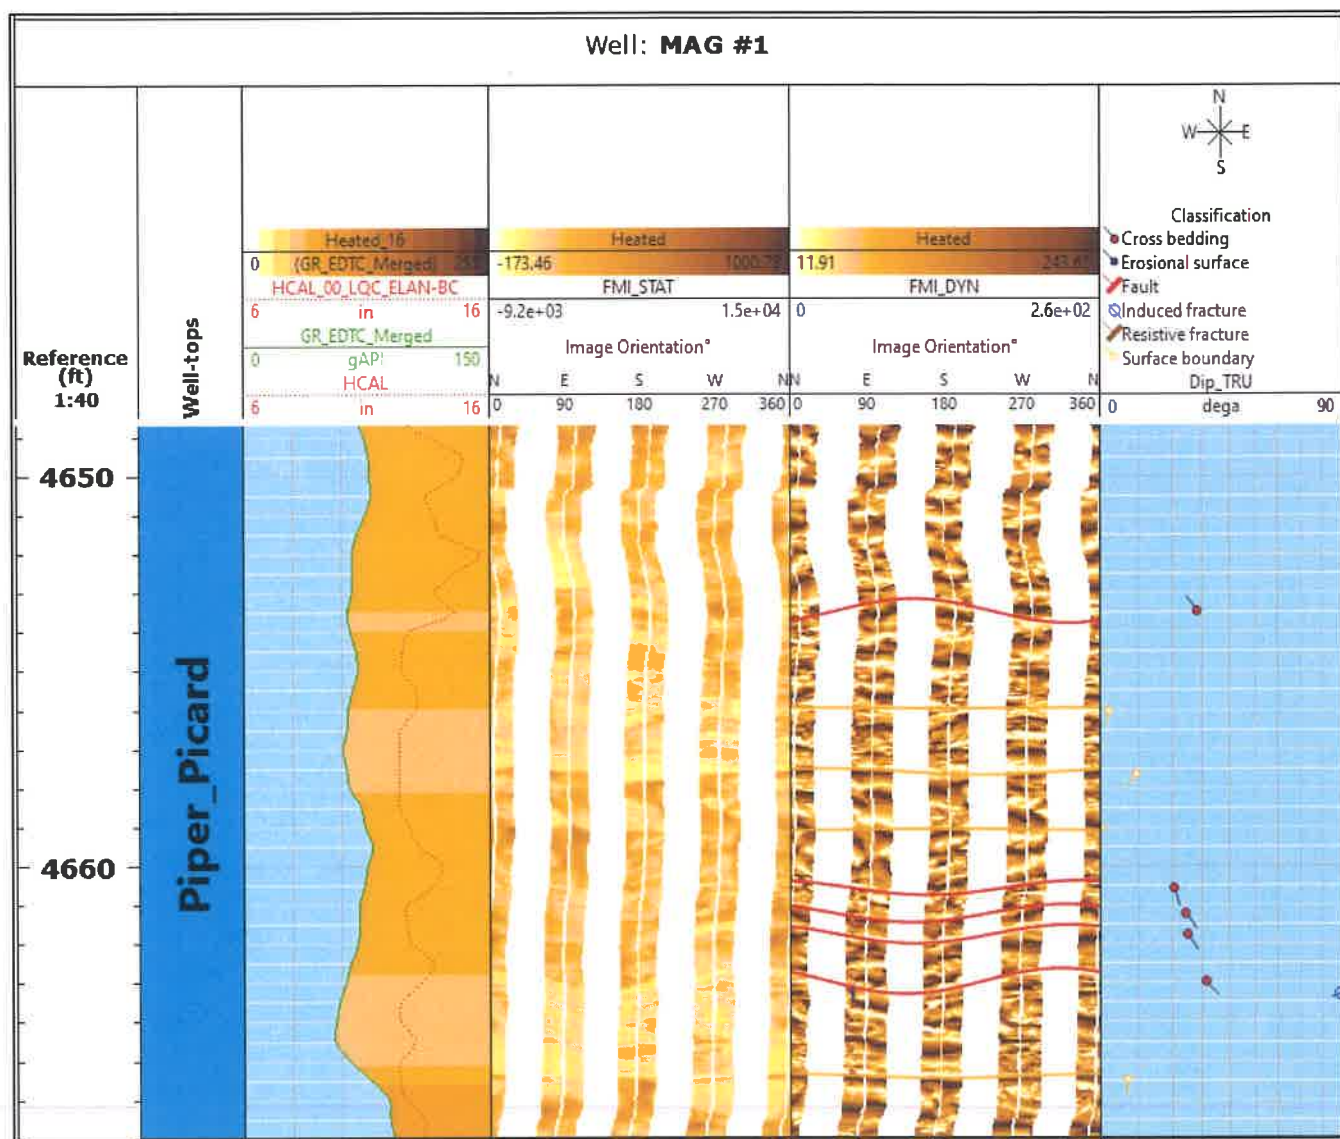 Well: MAG #1
Reference
(ft)
1:40
Well-tops
Heated_16
0 (GR_EDTC_Merged)
HCAL_00_LQC_ELAN-BC
6 in 16
GR_EDTC_Merged
0 gAPI 150
HCAL
6 in 16
Heated
-173.46 1000.78
FMI_STAT
-9.2e+03 1.5e+04
Image Orientation°
N E S W N
0 90 180 270 360
Heated
11.91
FMI_DYN
0 2.6e+02
Image Orientation°
N E S W N
0 90 180 270 360
N
W E
S
Classification
Cross bedding
Erosional surface
Fault
Induced fracture
Resistive fracture
Surface boundary
Dip_TRU
0 dega 90
4650
4660
Piper_Picard